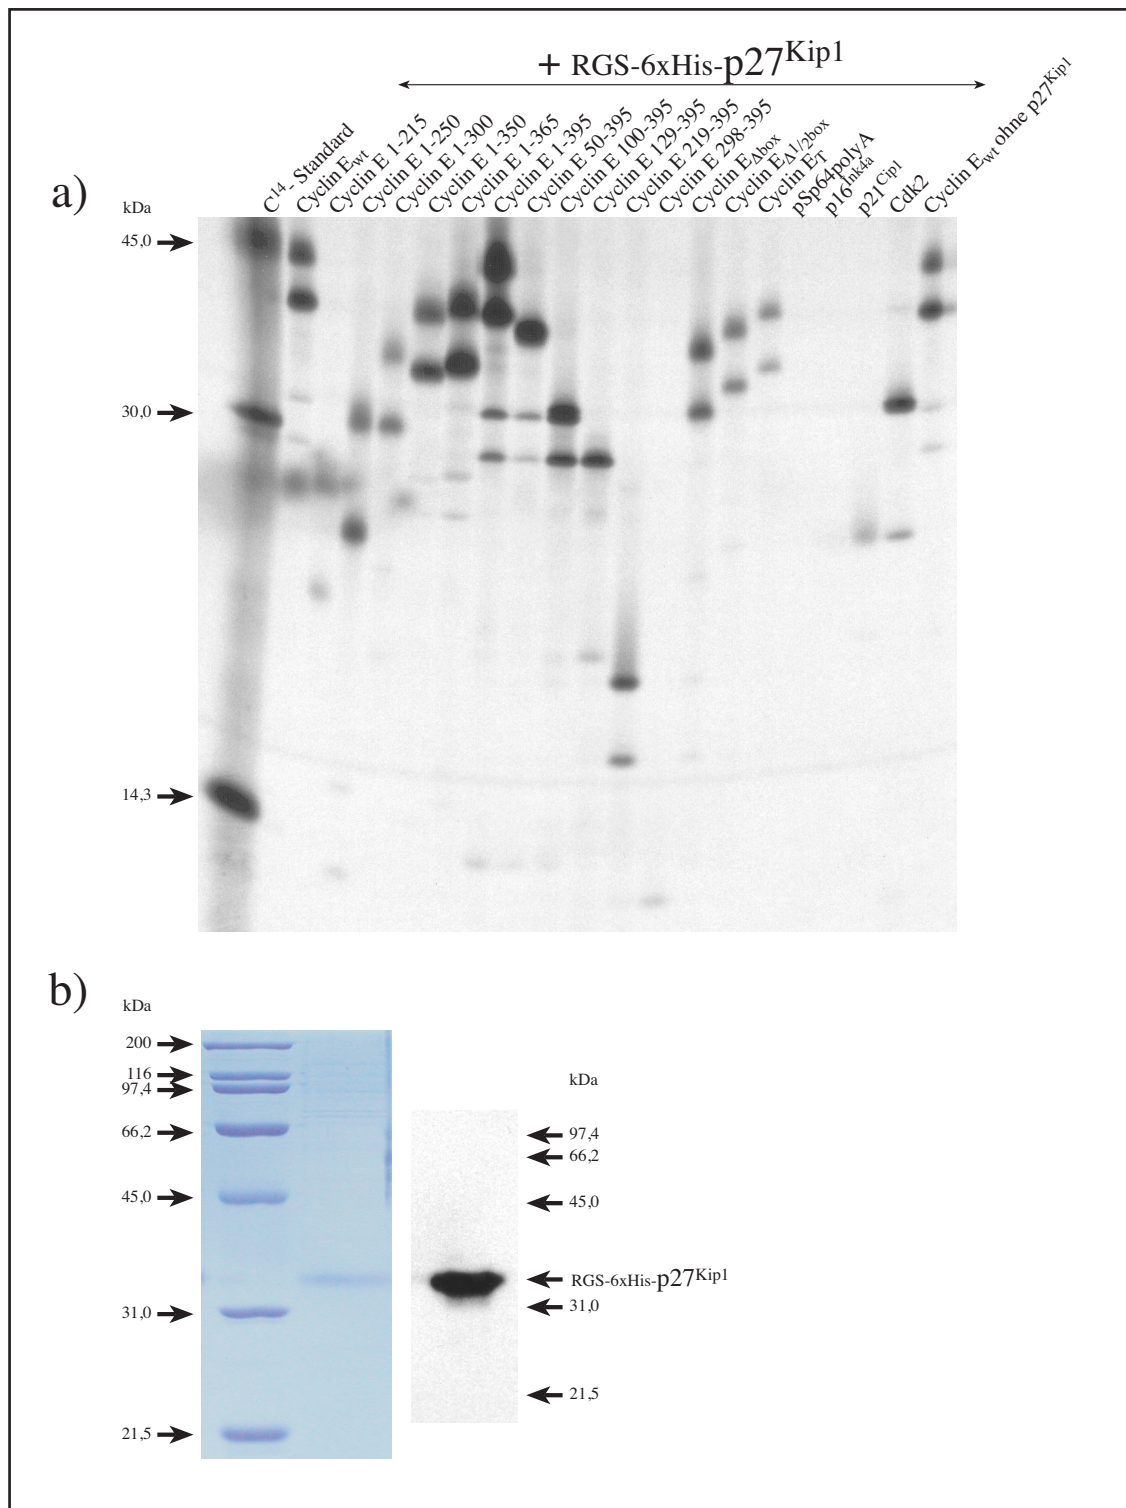 + RGS-6xHis-p27Kip1
a)
kDa
C14- Standard
Cyclin Ewt
Cyclin E 1-215
Cyclin E 1-250
Cyclin E 1-300
Cyclin E 1-350
Cyclin E 1-365
Cyclin E 1-395
Cyclin E 50-395
Cyclin E 100-395
Cyclin E 129-395
Cyclin E 219-395
Cyclin E 298-395
Cyclin EΔbox
Cyclin EΔ1/2box
Cyclin ET
pSp64polyA
p16Ink4a
p21Cip1
Cdk2
Cyclin Ewt ohne p27Kip1
45,0
30,0
14,3
b)
kDa
200
116
97,4
66,2
45,0
31,0
21,5
kDa
97,4
66,2
45,0
RGS-6xHis-p27Kip1
31,0
21,5